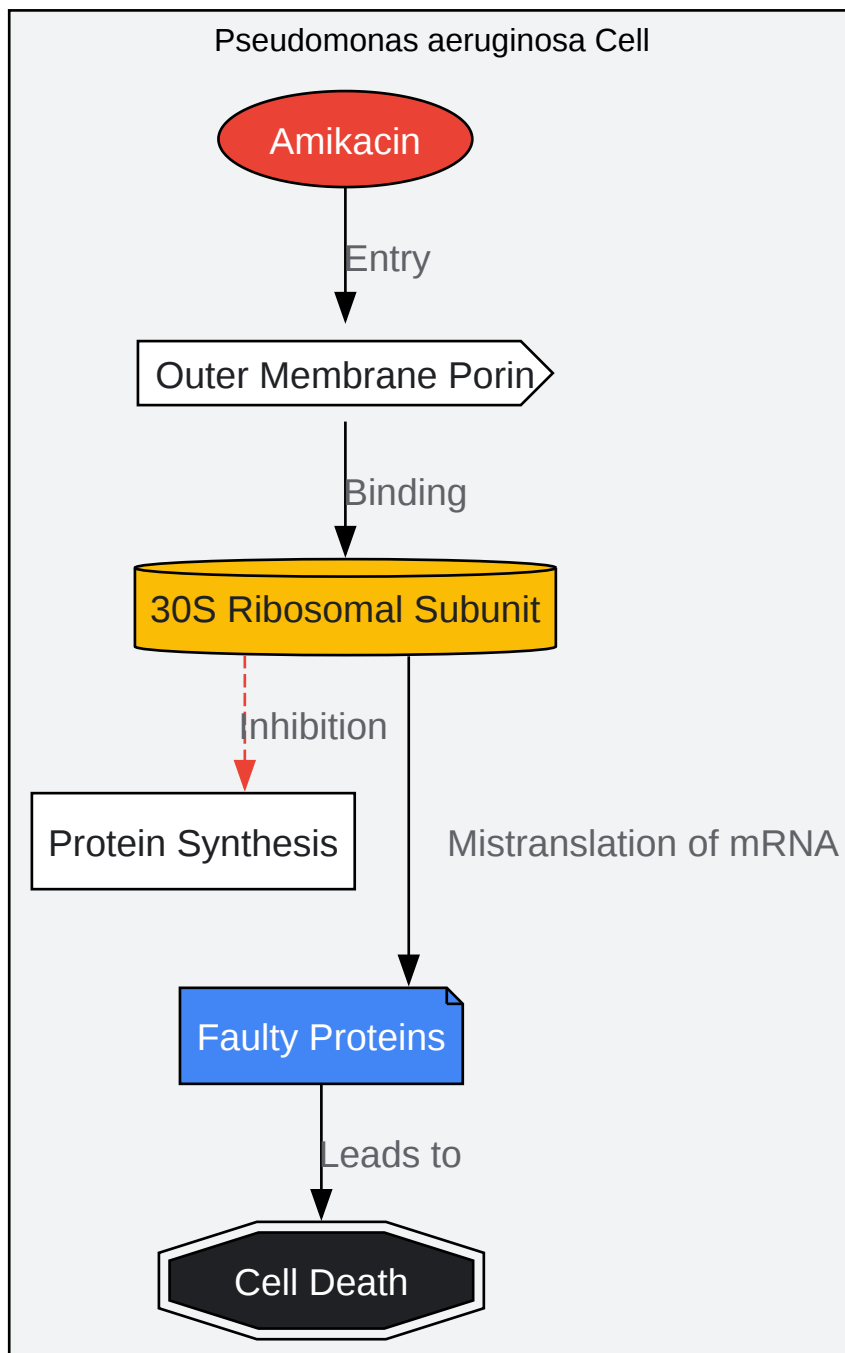 Pseudomonas aeruginosa Cell
Amikacin
Entry
Outer Membrane Porin
Binding
30S Ribosomal Subunit
Inhibition
Protein Synthesis
Mistranslation of mRNA
Faulty Proteins
Leads to
Cell Death